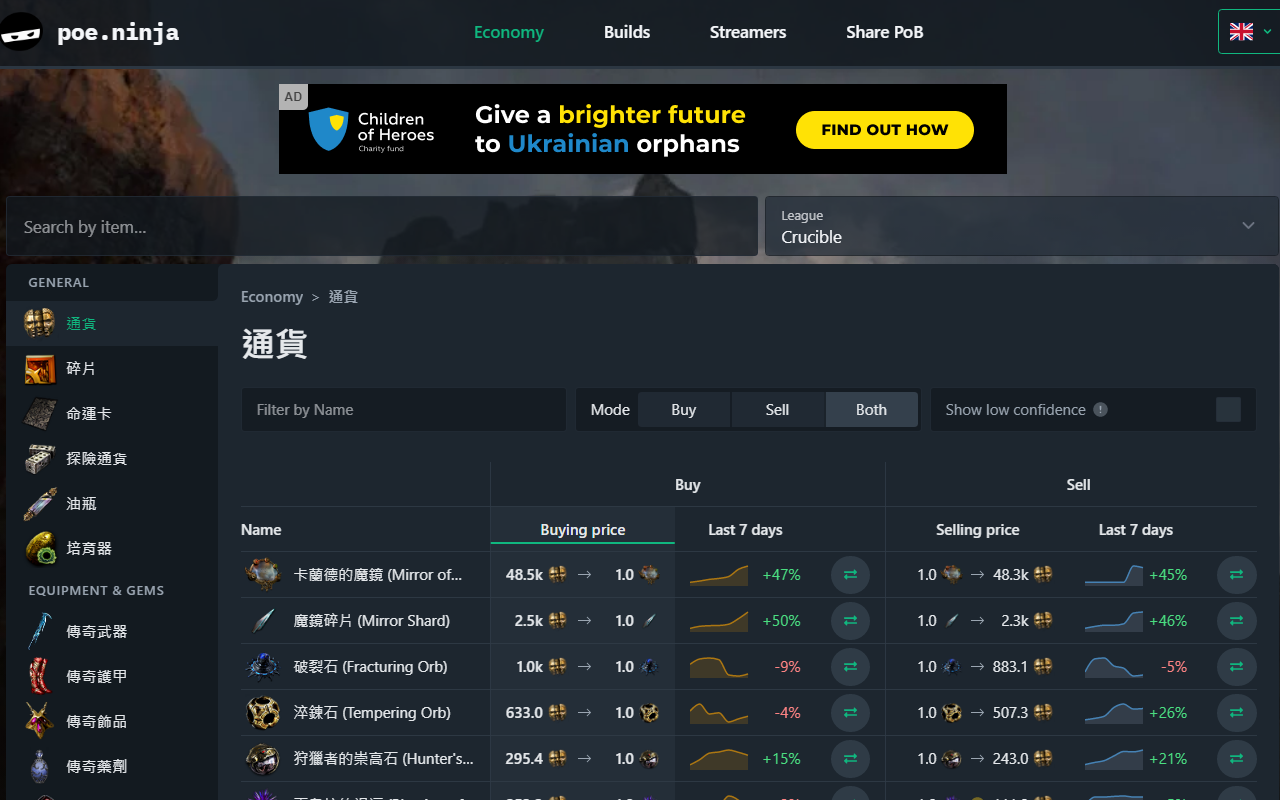 poe.ninja
Economy
Builds
Streamers
Share PoB
AD
Children
of Heroes
Charity fund
Give a brighter future
to Ukrainian orphans
FIND OUT HOW
Search by item...
League
Crucible
GENERAL
通貨
碎片
命運卡
探險通貨
油瓶
培育器
EQUIPMENT & GEMS
傳奇武器
傳奇護甲
傳奇飾品
傳奇藥劑
Economy > 通貨
通貨
Filter by Name
Mode Buy Sell Both
Show low confidence
Buy Sell
Name Buying price Last 7 days Selling price Last 7 days
卡蘭德的魔鏡 (Mirror of... 48.5k → 1.0 +47% 1.0 → 48.3k +45%
魔鏡碎片 (Mirror Shard) 2.5k → 1.0 +50% 1.0 → 2.3k +46%
破裂石 (Fracturing Orb) 1.0k → 1.0 -9% 1.0 → 883.1 -5%
淬鍊石 (Tempering Orb) 633.0 → 1.0 -4% 1.0 → 507.3 +26%
狩獵者的崇高石 (Hunter's... 295.4 → 1.0 +15% 1.0 → 243.0 +21%